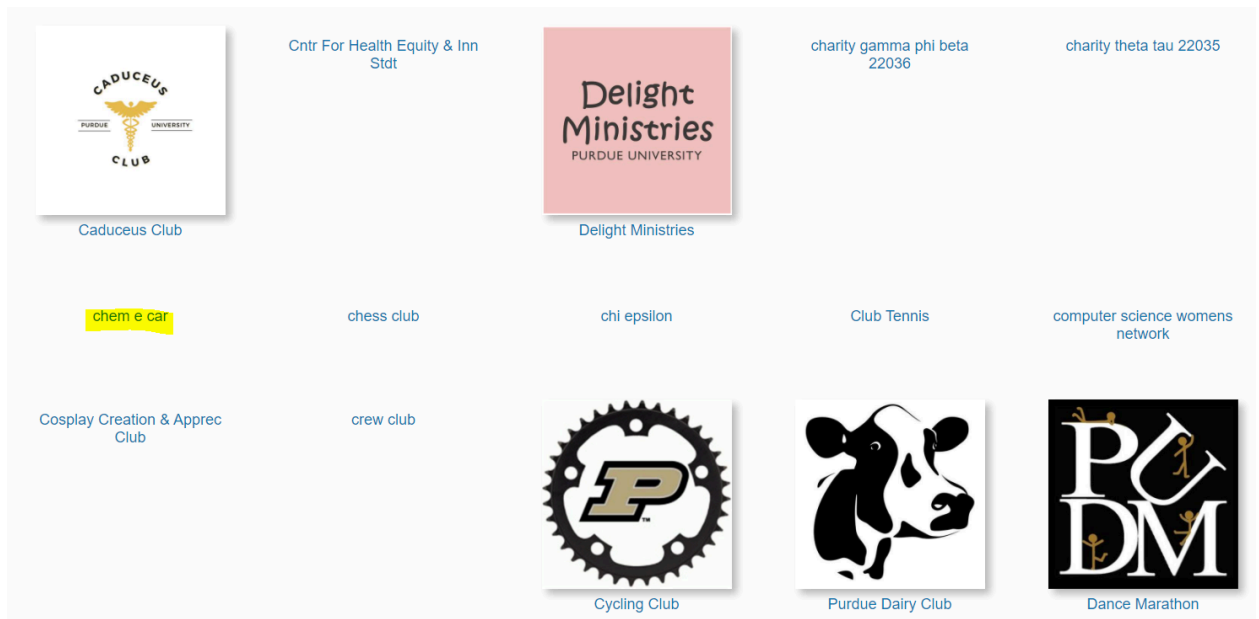 CADUCEUS
PURDUE UNIVERSITY
CLUB
Caduceus Club
Cntr For Health Equity & Inn
Stdt
Delight
Ministries
PURDUE UNIVERSITY
Delight Ministries
charity gamma phi beta
22036
charity theta tau 22035
chem e car
chess club
chi epsilon
Club Tennis
computer science womens
network
Cosplay Creation & Apprec
Club
crew club
P
TM
Cycling Club
Purdue Dairy Club
PU
DM
Dance Marathon